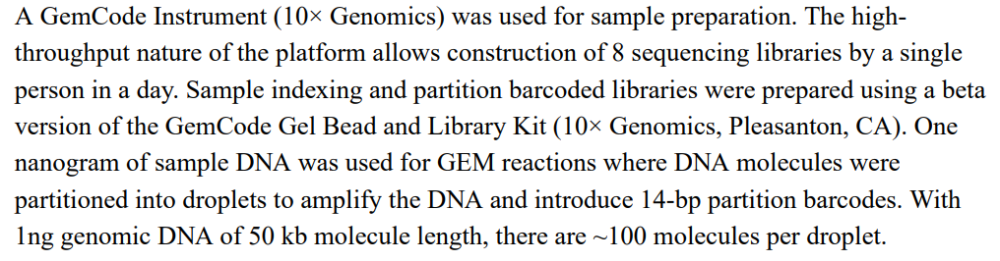 A GemCode Instrument (10× Genomics) was used for sample preparation. The high-
throughput nature of the platform allows construction of 8 sequencing libraries by a single
person in a day. Sample indexing and partition barcoded libraries were prepared using a beta
version of the GemCode Gel Bead and Library Kit (10× Genomics, Pleasanton, CA). One
nanogram of sample DNA was used for GEM reactions where DNA molecules were
partitioned into droplets to amplify the DNA and introduce 14-bp partition barcodes. With
1ng genomic DNA of 50 kb molecule length, there are ~100 molecules per droplet.